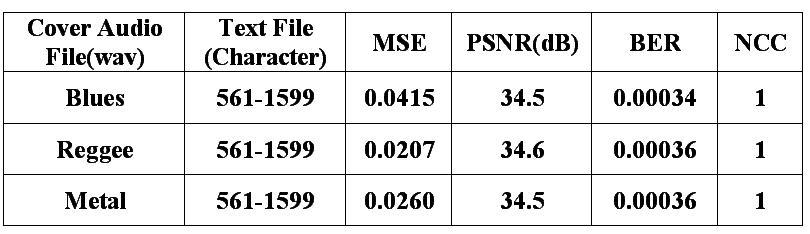 Cover Audio File(wav) Text File (Character) MSE PSNR(dB) BER NCC
Blues 561-1599 0.0415 34.5 0.00034 1
Reggee 561-1599 0.0207 34.6 0.00036 1
Metal 561-1599 0.0260 34.5 0.00036 1